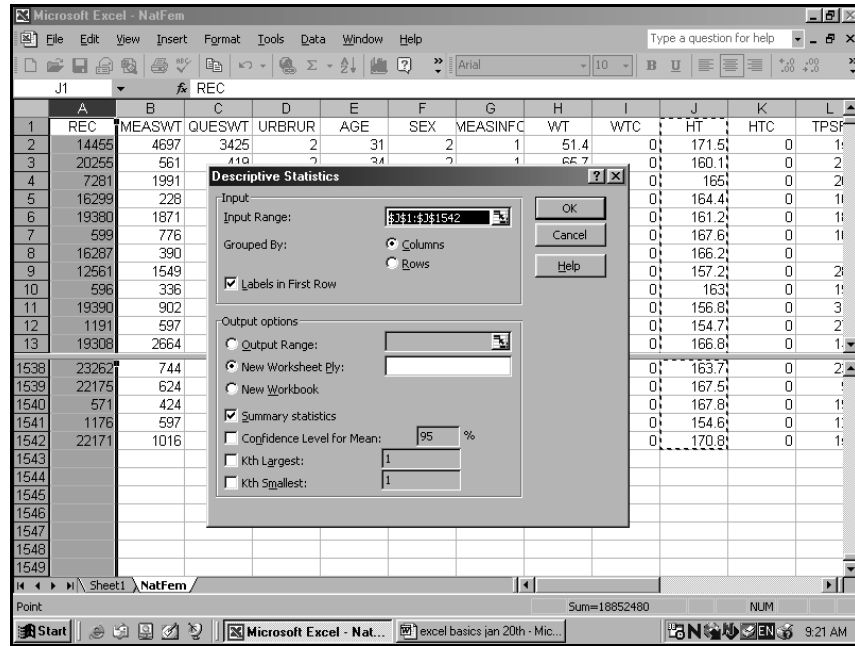 Microsoft Excel - NatFem
File Edit View Insert Format Tools Data Window Help Type a question for help
Arial 10 B U
J1 fx REC
A B C D E F G H I J K L
1 REC MEASWT QUESWT URBRUR AGE SEX MEASINFO WT WTC HT HTC
2 14455 4697 3425 2 31 2 1 51.4 0 171.5 0
3 20255 561 419 2 34 2 1 66.7 0 160.1 0
4 7281 1991 0 165 0
5 16299 228 0 164.4 0
6 19380 1871 0 161.2 0
7 599 776 0 167.6 0
8 16287 390 0 166.2 0
9 12561 1549 0 157.2 0
10 596 336 0 163 0
11 19390 902 0 156.8 0
12 1191 597 0 154.7 0
13 19308 2664 0 166.8 0
1538 23262 744 0 163.7 0
1539 22175 624 0 167.5 0
1540 571 424 0 167.8 0
1541 1176 597 0 154.6 0
1542 22171 1016 0 170.8 0
1543
1544
1545
1546
1547
1548
1549
Descriptive Statistics
Input
Input Range: $J$1:$J$1542
Grouped By: Columns
Rows
Labels in First Row
OK
Cancel
Help
Output options
Output Range:
New Worksheet Ply:
New Workbook
Summary statistics
Confidence Level for Mean: 95 %
Kth Largest: 1
Kth Smallest: 1
Sheet1 NatFem
Point Sum=18852480 NUM
Start Microsoft Excel - Nat... excel basics jan 20th - Mic... EN 9:21 AM